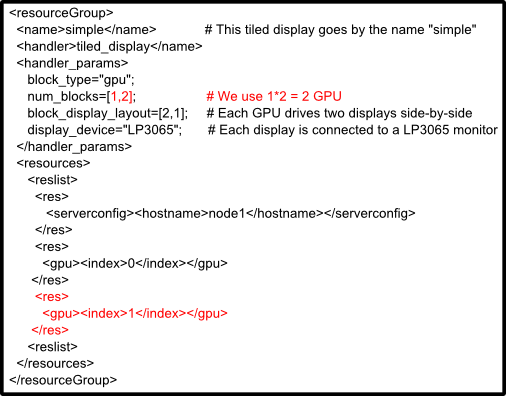 <resourceGroup>
<name>simple</name> # This tiled display goes by the name "simple"
<handler>tiled_display</name>
<handler_params>
block_type="gpu";
num_blocks=[1,2]; # We use 1*2 = 2 GPU
block_display_layout=[2,1]; # Each GPU drives two displays side-by-side
display_device="LP3065"; # Each display is connected to a LP3065 monitor
</handler_params>
<resources>
<reslist>
<res>
<serverconfig><hostname>node1</hostname></serverconfig>
</res>
<res>
<gpu><index>0</index></gpu>
</res>
<res>
<gpu><index>1</index></gpu>
</res>
<reslist>
</resources>
</resourceGroup>